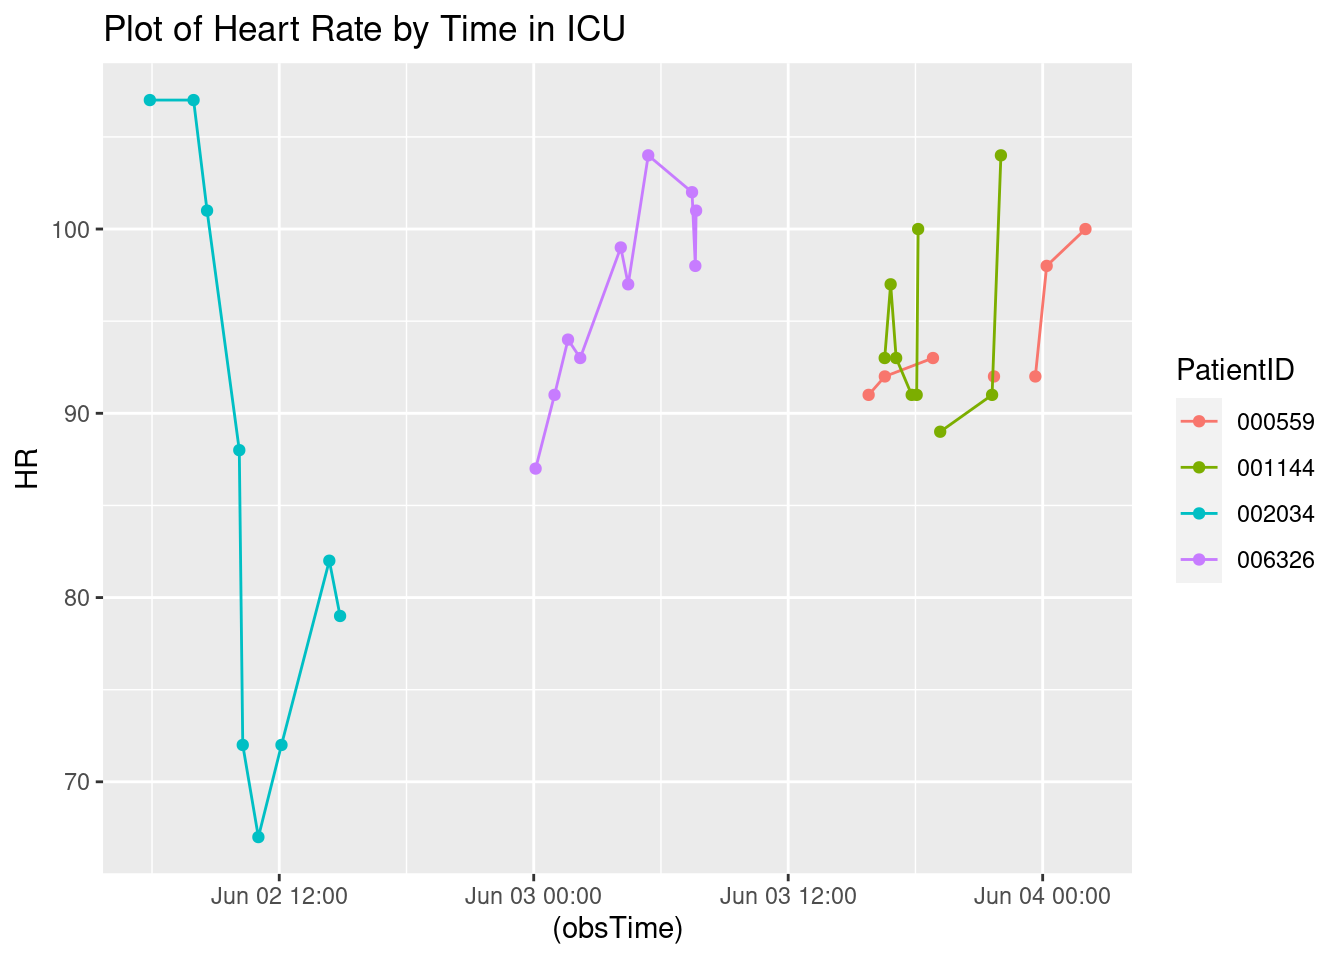 Plot of Heart Rate by Time in ICU
HR
100
90
80
70
Jun 02 12:00
Jun 03 00:00
Jun 03 12:00
Jun 04 00:00
(obsTime)
PatientID
000559
001144
002034
006326